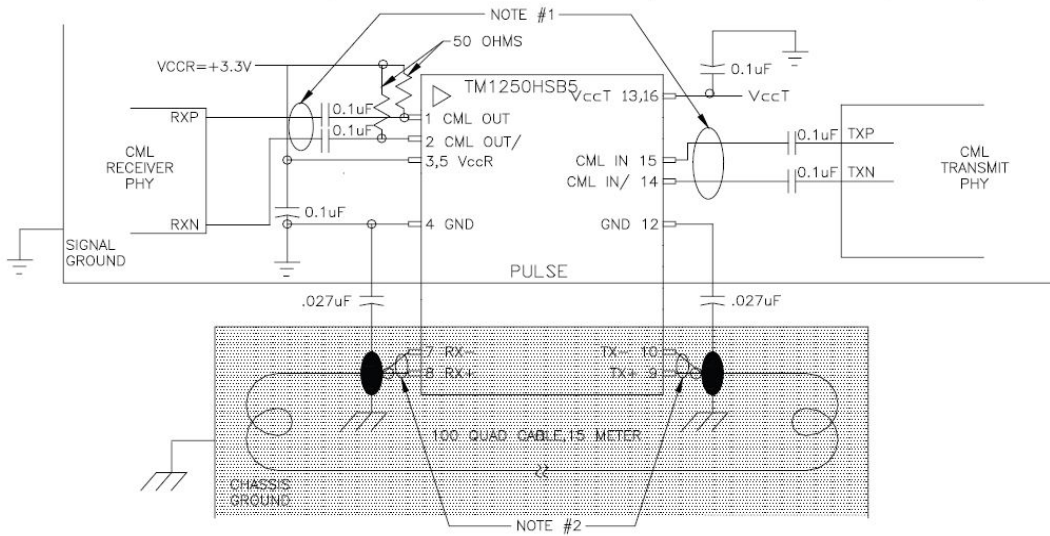 NOTE #1
50 OHMS
VCCR=+3.3V
0.1uF
TM1250HSB5
VccT 13,16
VccT
RXP
0.1uF
0.1uF
1 CML OUT
2 CML OUT/
3,5 VccR
CML IN 15
CML IN/ 14
0.1uF TXP
0.1uF TXN
CML
RECEIVER
PHY
CML
TRANSMIT
PHY
0.1uF
RXN
4 GND
GND 12
SIGNAL
GROUND
PULSE
.027uF
.027uF
7 RX-
8 RX+
TX- 10
TX+ 9
100 QUAD CABLE,15 METER
CHASSIS
GROUND
NOTE #2